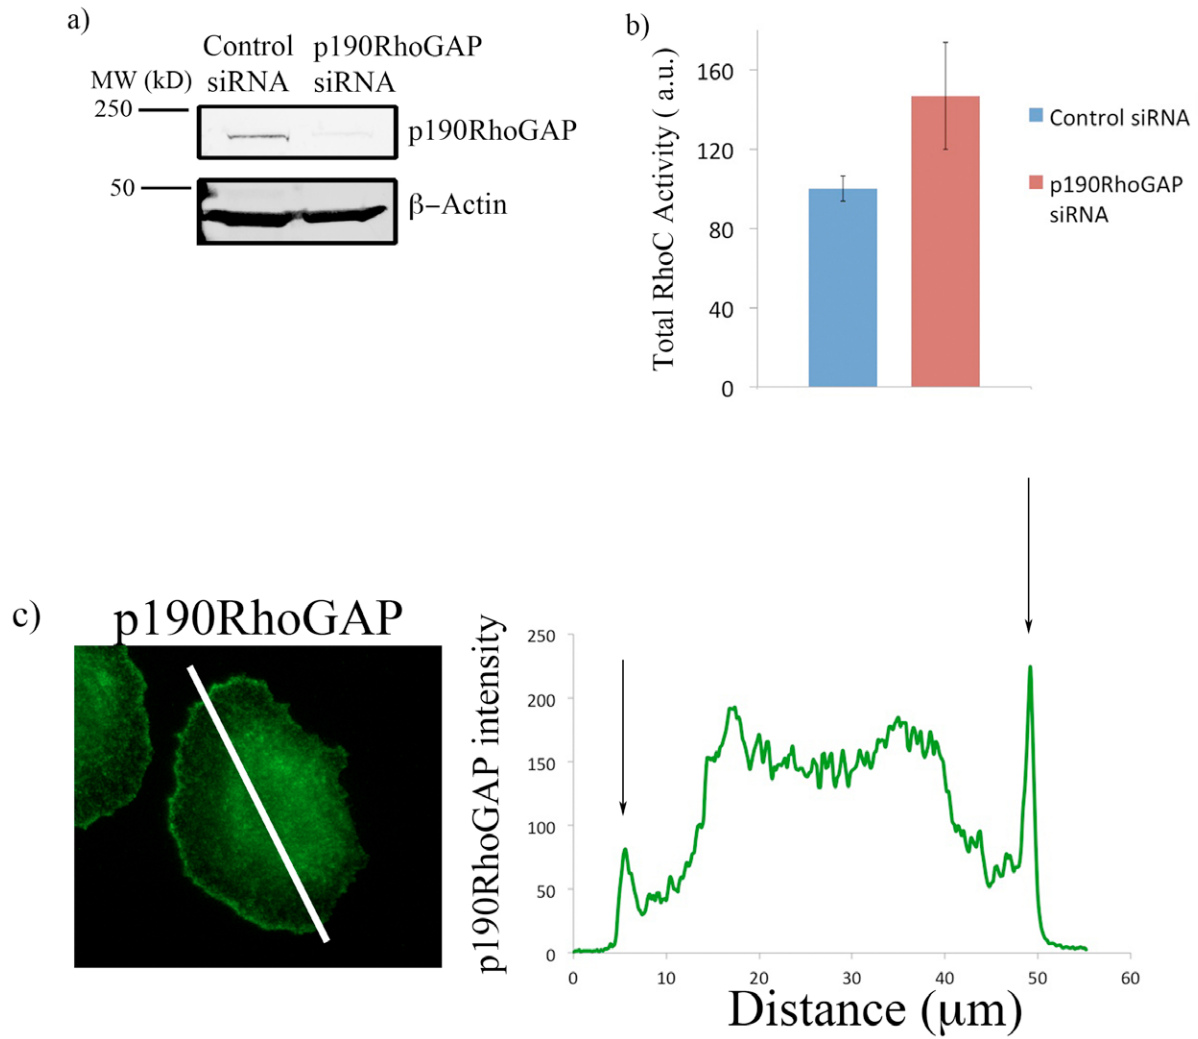 a)
Control p190RhoGAP
siRNA siRNA
MW (kD)
250
p190RhoGAP
50
β–Actin
b)
Total RhoC Activity ( a.u.)
160
120
80
40
0
Control siRNA
p190RhoGAP
siRNA
c)
p190RhoGAP
p190RhoGAP intensity
250
200
150
100
50
0
0 10 20 30 40 50 60
Distance (μm)